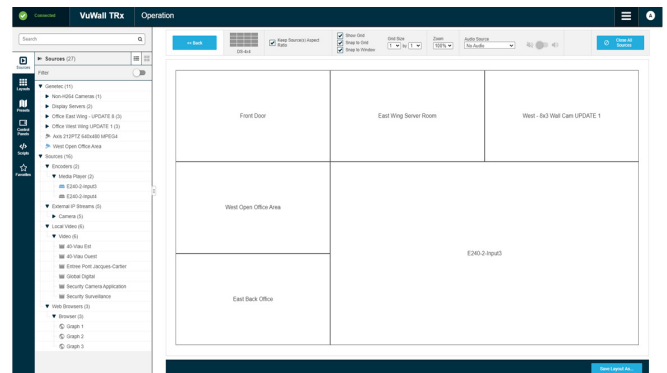 Connected
VuWall TRx
Operation
A
Search
Sources (27)
Filter
Sources
Layouts
Presets
Control Panels
Scripts
Favorites
Genetec (11)
Non-H264 Cameras (1)
Display Servers (2)
Office East Wing - UPDATE 8 (3)
Office West Wing UPDATE 1 (3)
Axis 212PTZ 640x480 MPEG4
West Open Office Area
Sources (16)
Encoders (2)
Media Player (2)
E240-2-Input3
E240-2-Input4
External IP Streams (5)
Camera (5)
Local Video (6)
Video (6)
40-Viau Est
40-Viau Ouest
Entree Pont Jacques-Cartier
Global Digital
Security Camera Application
Security Surveillance
Web Browsers (3)
Browser (3)
Graph 1
Graph 2
Graph 3
<< Back
Keep Source(s) Aspect
Ratio
Show Grid
Snap to Grid
Snap to Window
Grid Size
1 by 1
Zoom
100%
Audio Source
No Audio
Close All
Sources
Front Door
East Wing Server Room
West - 8x3 Wall Cam UPDATE 1
West Open Office Area
E240-2-Input3
East Back Office
Save Layout As...